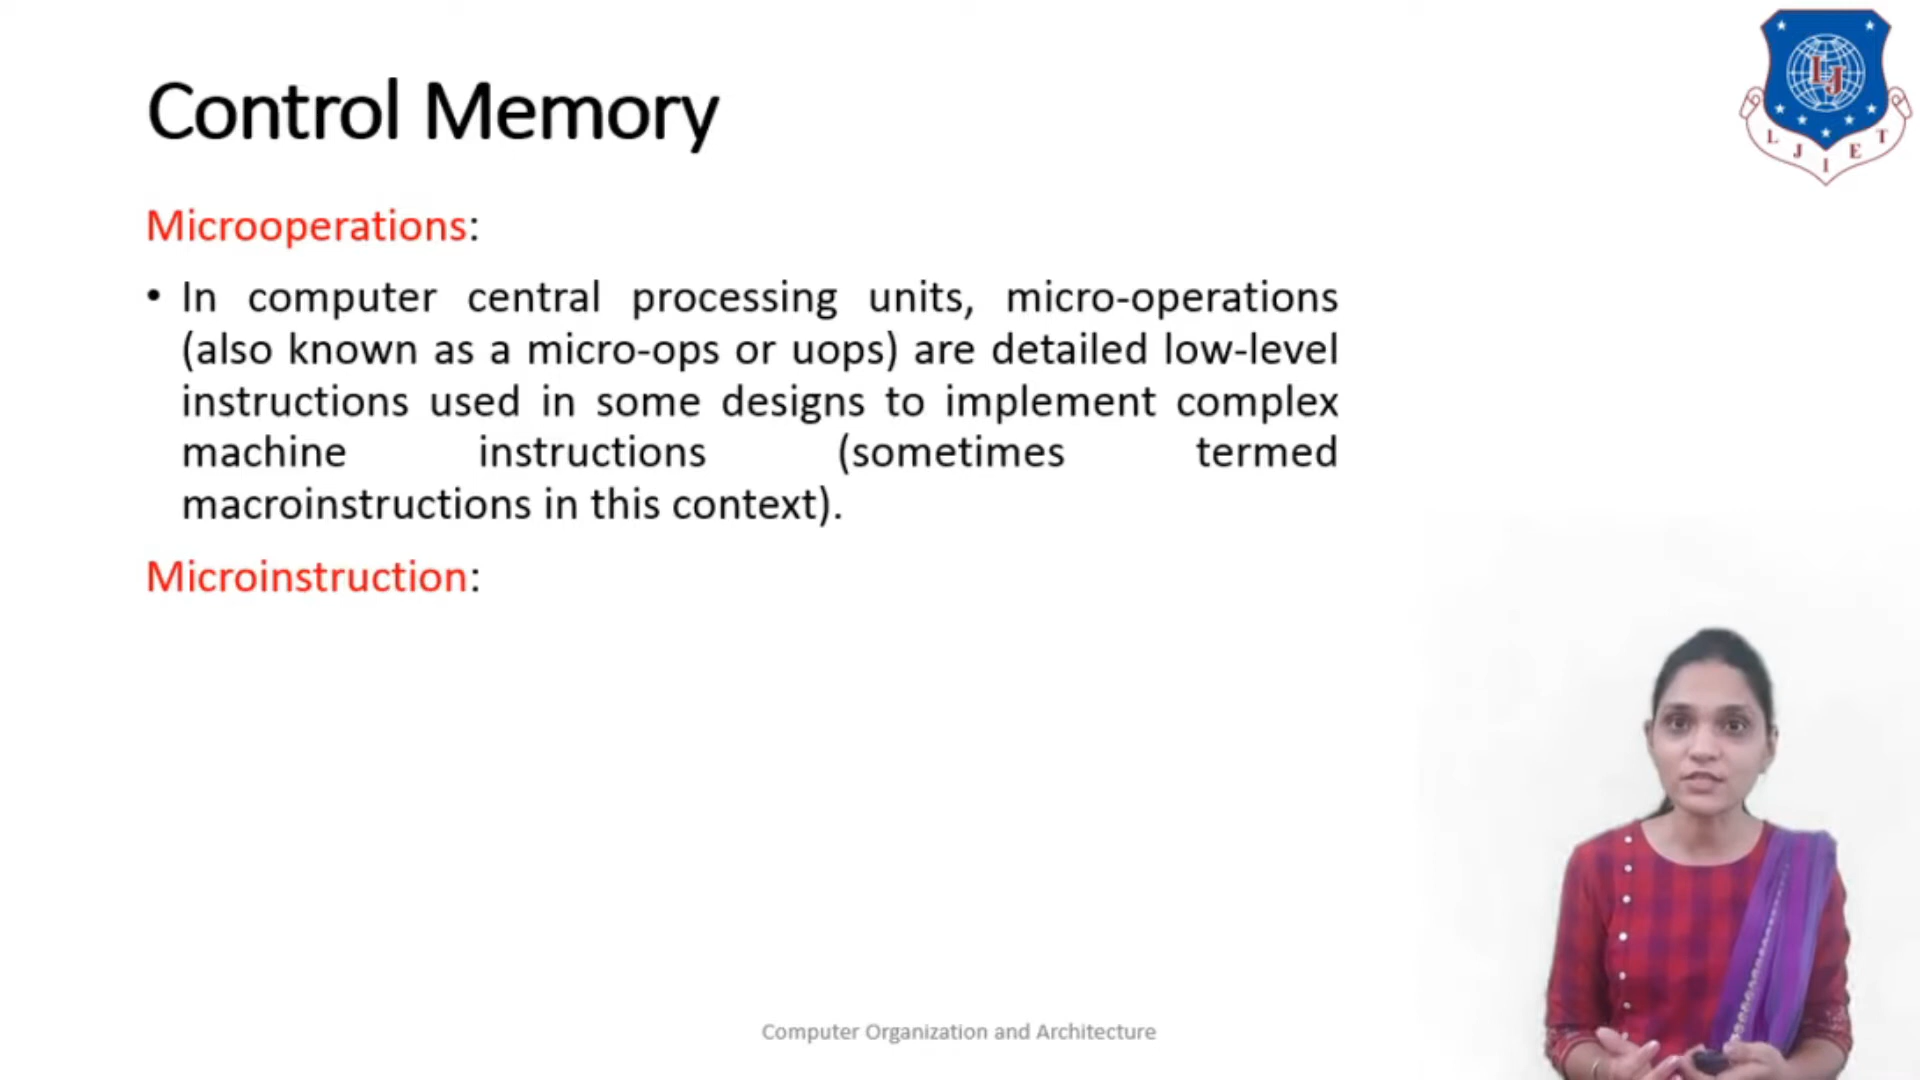 Control Memory
L J I E T
LJ
Microoperations:
• In computer central processing units, micro-operations
(also known as a micro-ops or uops) are detailed low-level
instructions used in some designs to implement complex
machine instructions (sometimes termed
macroinstructions in this context).
Microinstruction:
Computer Organization and Architecture